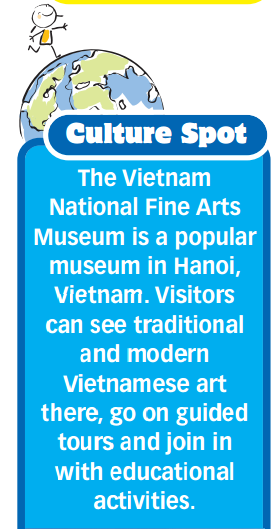 Culture Spot
The Vietnam
National Fine Arts
Museum is a popular
museum in Hanoi,
Vietnam. Visitors
can see traditional
and modern
Vietnamese art
there, go on guided
tours and join in
with educational
activities.